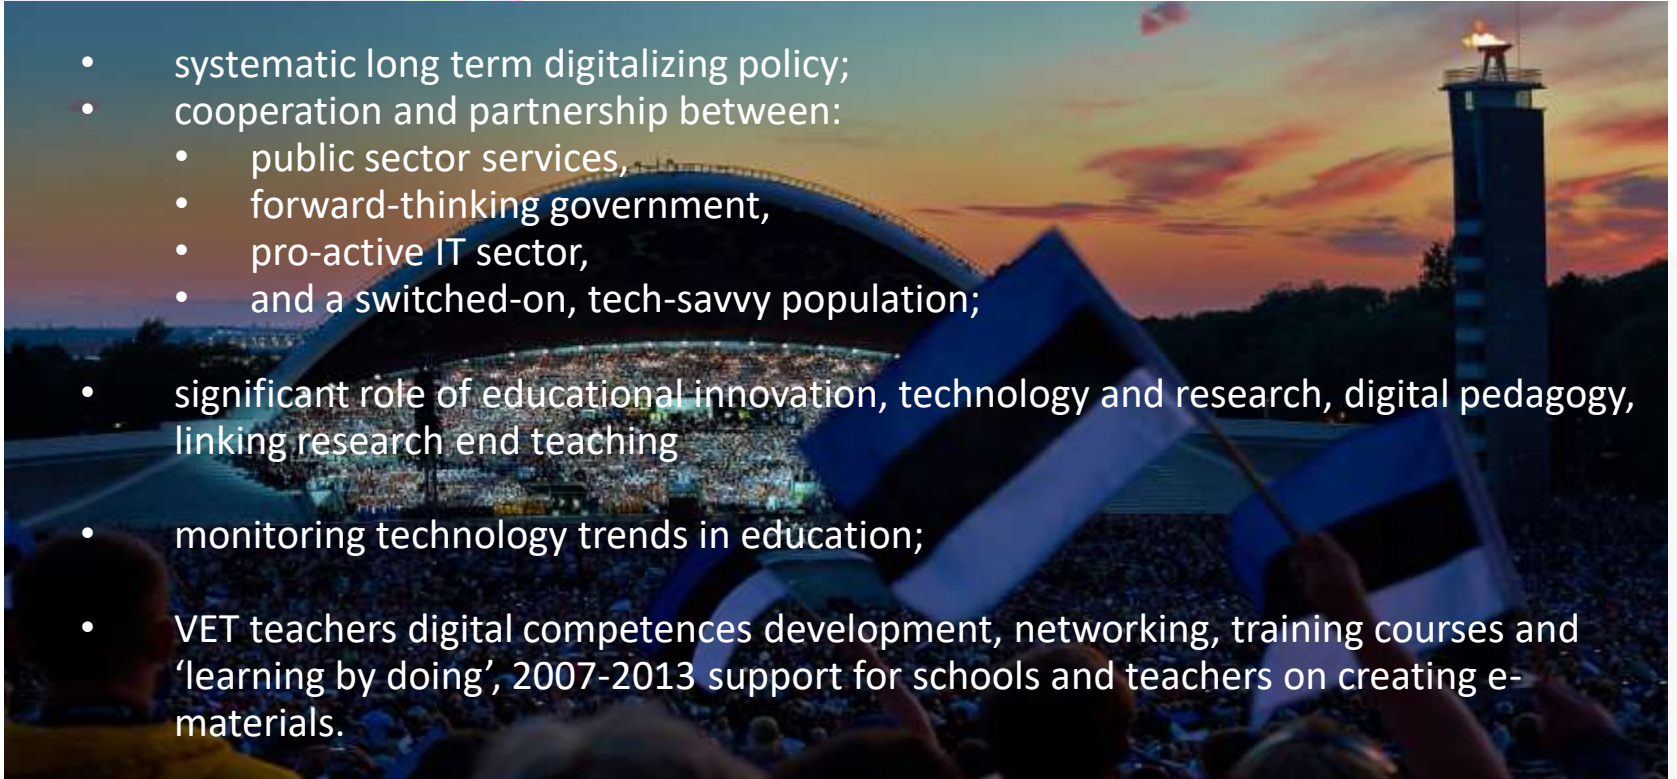 • systematic long term digitalizing policy;
• cooperation and partnership between:
• public sector services,
• forward-thinking government,
• pro-active IT sector,
• and a switched-on, tech-savvy population;
• significant role of educational innovation, technology and research, digital pedagogy,
linking research end teaching
• monitoring technology trends in education;
• VET teachers digital competences development, networking, training courses and
‘learning by doing’, 2007-2013 support for schools and teachers on creating e-
materials.